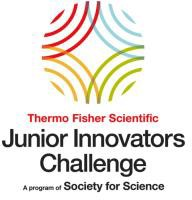 Thermo Fisher Scientific
Junior Innovators
Challenge
A program of Society for Science